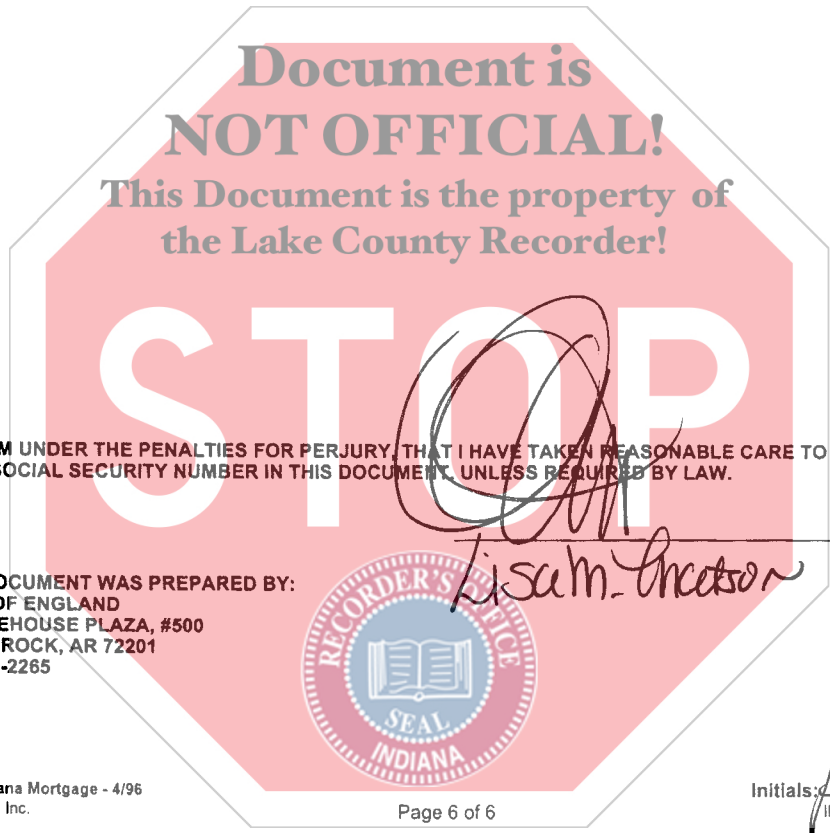 Document is
NOT OFFICIAL!
This Document is the property of
the Lake County Recorder!
STOP
M UNDER THE PENALTIES FOR PERJURY, THAT I HAVE TAKEN REASONABLE CARE TO
SOCIAL SECURITY NUMBER IN THIS DOCUMENT, UNLESS REQUIRED BY LAW.
Lisa M.
OCUMENT WAS PREPARED BY:
OF ENGLAND
EHOUSE PLAZA, #500
ROCK, AR 72201
-2265
RECORDER'S OFFICE
SEAL
INDIANA
ana Mortgage - 4/96
Inc.
Page 6 of 6
Initials: